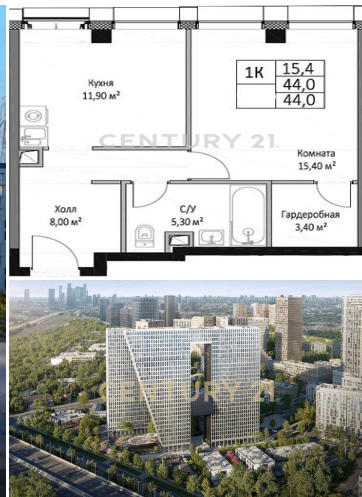 Кухня
11,90 м²
1К
15,4
44,0
44,0
CENTURY 21
Комната
15,40 м²
Холл
8,00 м²
С/У
5,30 м²
Гардеробная
3,40 м²
CENTURY 21